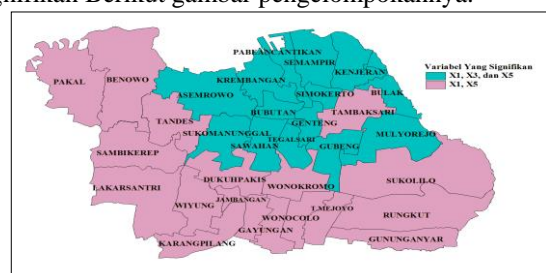 gnifikan Berikut gambar pengelompokannya.
PABEANCANTIKAN
SEMAMPIR
Variabel Yang Signifikan
X1, X3, dan X5
X1, X5
PAKAL
BENOWO
KREMBANGAN
KENJERAN
ASEMROWO
SIMOKERTO
BULAK
BUBUTAN
TAMBAKSARI
TANDES
GENTENG
SUKOMANUNGGAL
TEGALSARI
MULYOREJO
SAWAHAN
GUBENG
SAMBIKEREP
DUKUHPAKIS
LAKARSANTRI
WONOKROMO
SUKOLILO
WIYUNG
JAMBANGAN
T.MEJOYO
WONOCOLO
RUNGKUT
GAYUNGAN
KARANGPILANG
GUNUNGANYAR